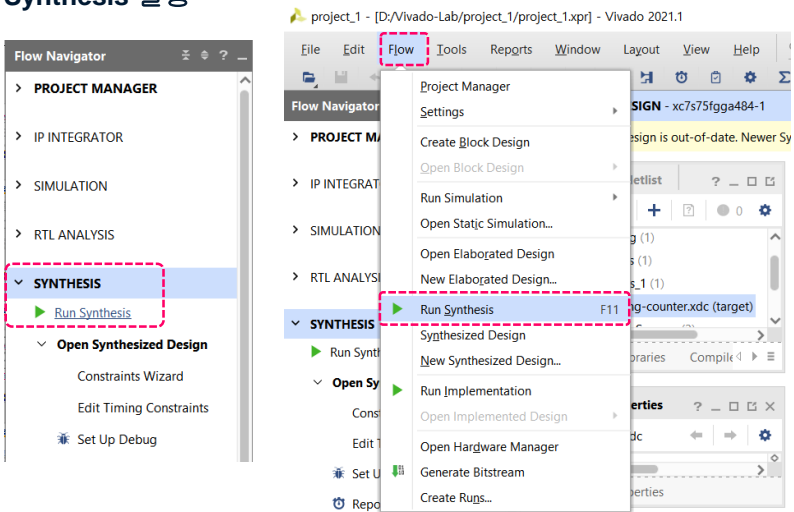 Synthesis 실행
project_1 - [D:/Vivado-Lab/project_1/project_1.xpr] - Vivado 2021.1
Flow Navigator
PROJECT MANAGER
IP INTEGRATOR
SIMULATION
RTL ANALYSIS
SYNTHESIS
Run Synthesis
Open Synthesized Design
Constraints Wizard
Edit Timing Constraints
Set Up Debug
File Edit Flow Tools Reports Window Layout View Help
Flow Navigator
PROJECT MA
IP INTEGRAT
SIMULATION
RTL ANALYSI
SYNTHESIS
Run Synth
Open Sy
Cons
Edit T
Set U
Repo
Project Manager
Settings
Create Block Design
Open Block Design
Run Simulation
Open Static Simulation...
Open Elaborated Design
New Elaborated Design...
Run Synthesis F11
Synthesized Design
New Synthesized Design...
Run Implementation
Open Implemented Design
Open Hardware Manager
Generate Bitstream
Create Runs...
SIGN - xc7s75fgga484-1
esign is out-of-date. Newer Sy
etlist
0
g (1)
s (1)
s_1 (1)
ng-counter.xdc (target)
braries Compile
erties
dc
perties